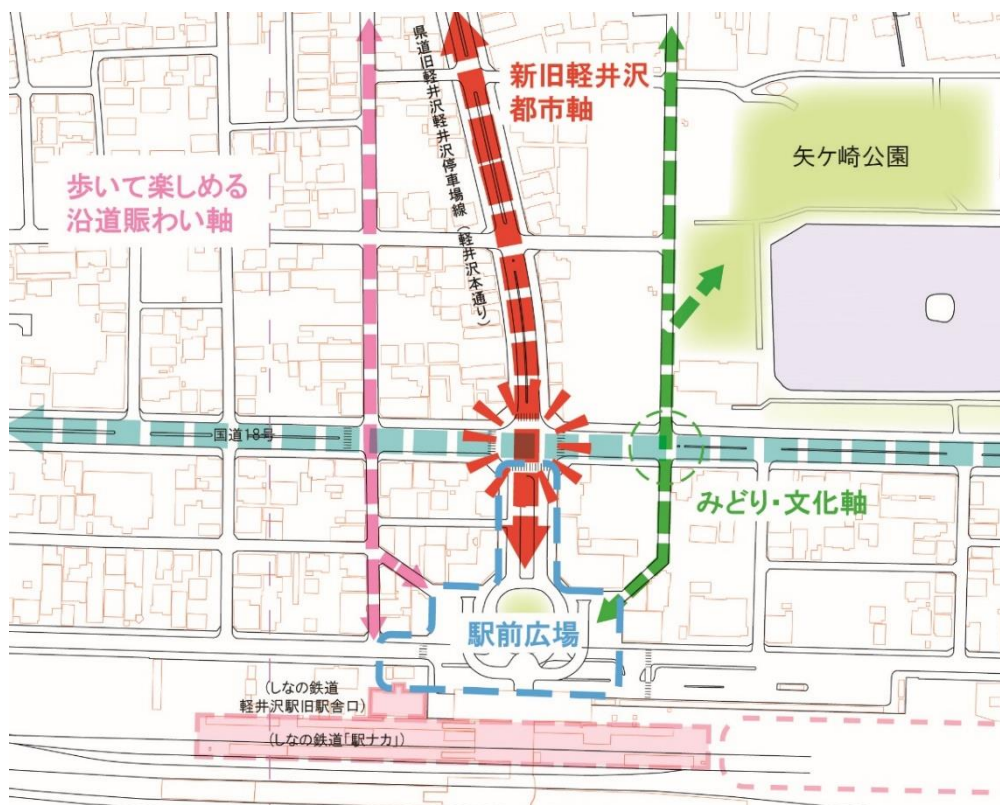 新旧軽井沢
都市軸
県道旧軽井沢軽井沢停車場線(軽井沢本通り)
矢ケ崎公園
歩いて楽しめる
沿道賑わい軸
国道18号
みどり・文化軸
駅前広場
(しなの鉄道
軽井沢駅旧駅舎口)
(しなの鉄道「駅ナカ」)